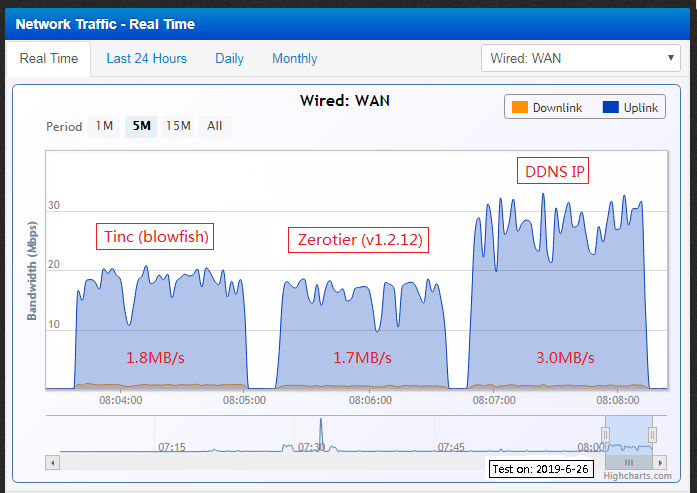 Network Traffic - Real Time
Real Time
Last 24 Hours
Daily
Monthly
Wired: WAN
Wired: WAN
Downlink
Uplink
Period
1M
5M
15M
All
DDNS IP
Tinc (blowfish)
Zerotier (v1.2.12)
Bandwidth (Mbps)
30
20
10
1.8MB/s
1.7MB/s
3.0MB/s
08:04:00
08:05:00
08:06:00
08:07:00
08:08:00
07:15
07:30
07:45
08:00
Test on: 2019-6-26
Highcharts.com